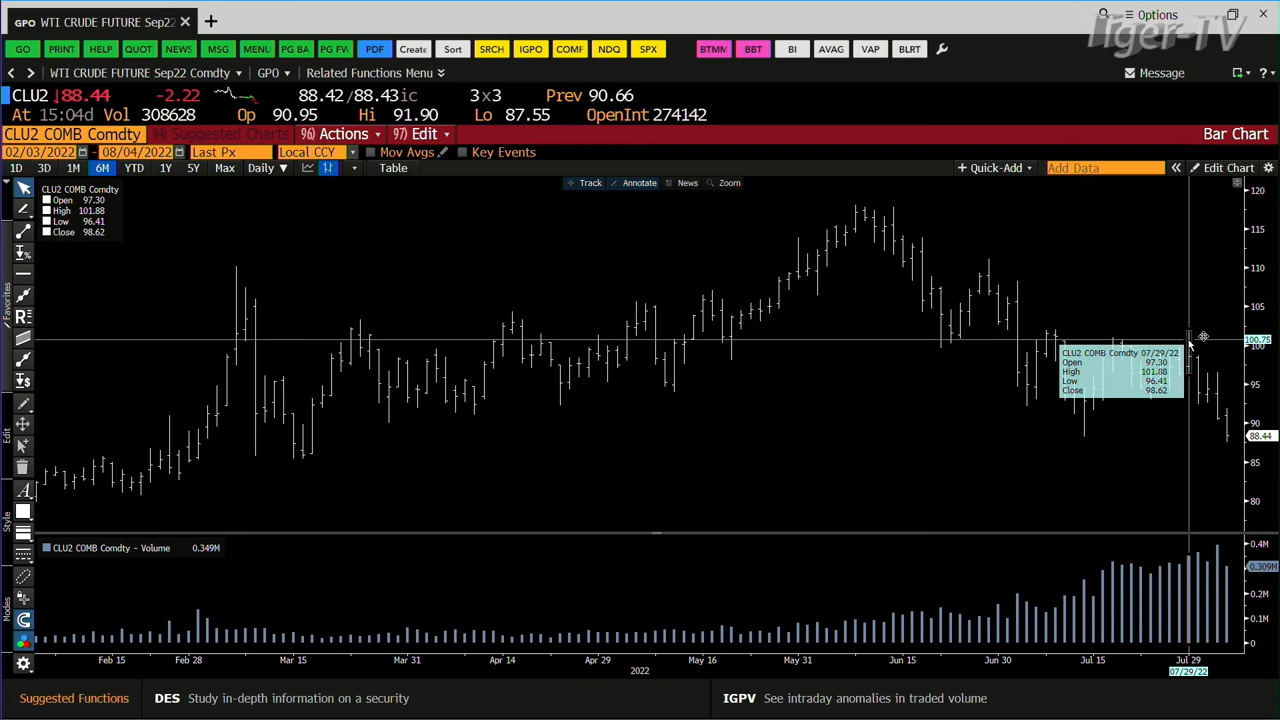 GPO WTI CRUDE FUTURE Sep22 × +
Options
Tiger-TV
GO PRINT HELP QUOT NEWS MSG MENU PG BA PG FV PDF Create Sort SRCH IGPO COMF NDQ SPX BTMM BBT BI AVAG VAP BLRT
WTI CRUDE FUTURE Sep22 Comdty GPO Related Functions Menu
Message ?
CLU2 ↓88.44 -2.22 88.42/88.43ic 3x3 Prev 90.66
At 15:04d Vol 308628 Op 90.95 Hi 91.90 Lo 87.55 OpenInt 274142
CLU2 COMB Comdty 94) Suggested Charts 96) Actions 97) Edit Bar Chart
02/03/2022 - 08/04/2022 Last Px Local CCY Mov Avgs Key Events
1D 3D 1M 6M YTD 1Y 5Y Max Daily ▼ Table + Quick-Add Add Data « Edit Chart
Track Annotate News Zoom
CLU2 COMB Comdty
Open 97.30
High 101.88
Low 96.41
Close 98.62
Favorites
Edit
Style
Modes
120
115
110
105
100.75
100
95
90
88.44
85
80
CLU2 COMB Comdty 07/29/22
Open 97.30
High 101.88
Low 96.41
Close 98.62
CLU2 COMB Comdty - Volume 0.349M
0.4M
0.309M
0.2M
0.1M
0
Feb 15 Feb 28 Mar 15 Mar 31 Apr 14 Apr 29 May 16 May 31 Jun 15 Jun 30 Jul 15 Jul 29
2022
07/29/22
Suggested Functions DES Study in-depth information on a security IGPV See intraday anomalies in traded volume